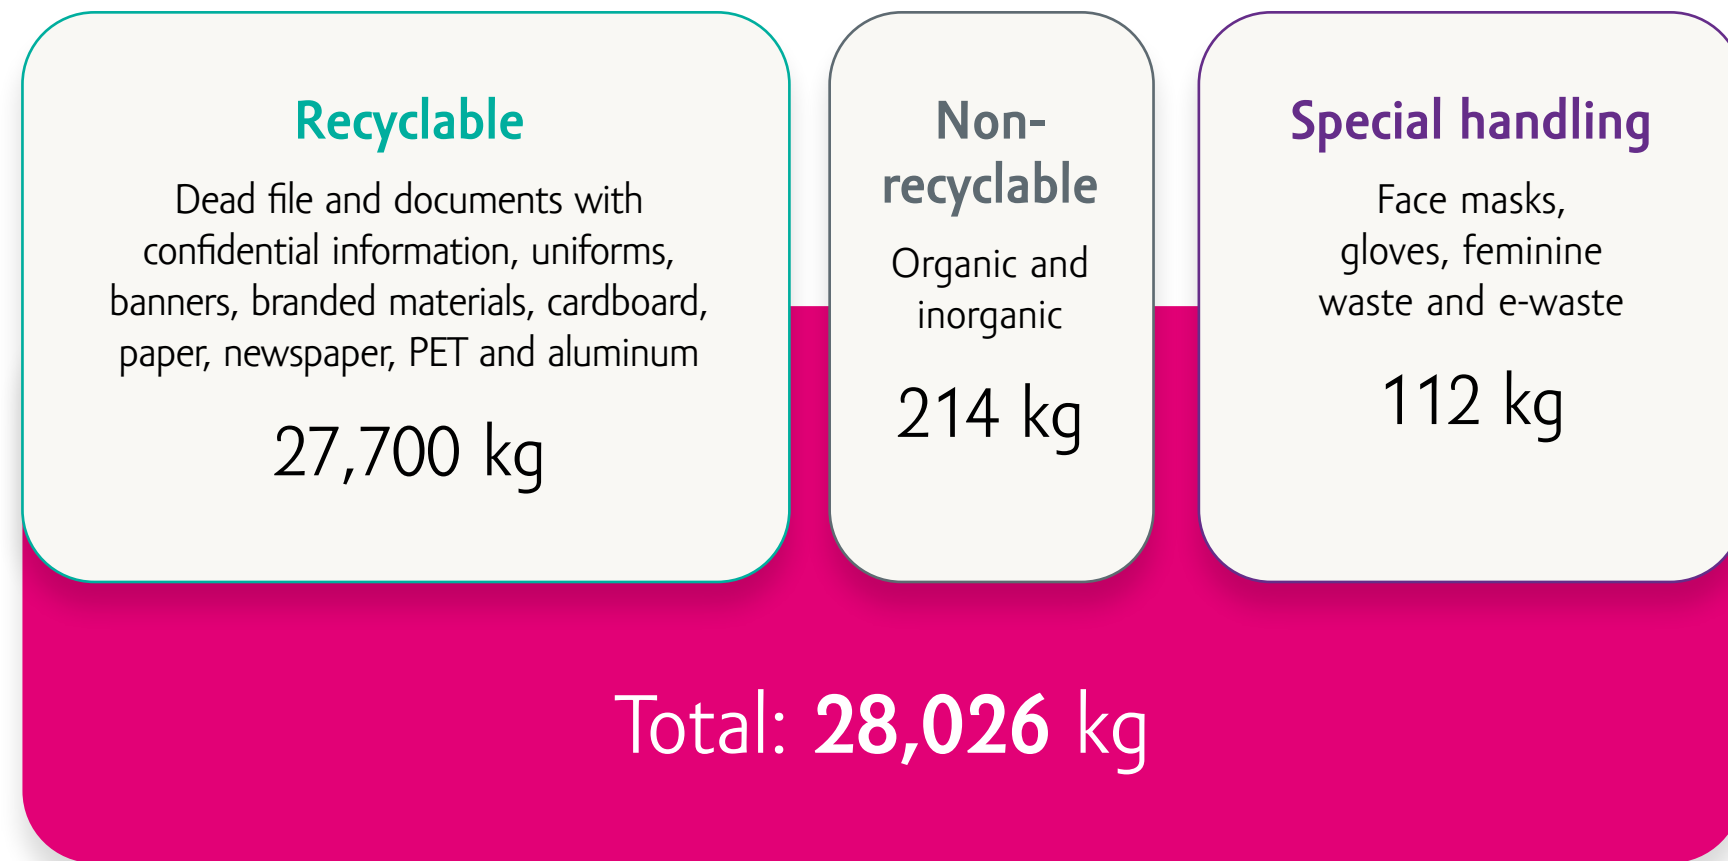 Recyclable
Dead file and documents with
confidential information, uniforms,
banners, branded materials, cardboard,
paper, newspaper, PET and aluminum
27,700 kg
Non-
recyclable
Organic and
inorganic
214 kg
Special handling
Face masks,
gloves, feminine
waste and e-waste
112 kg
Total: 28,026 kg